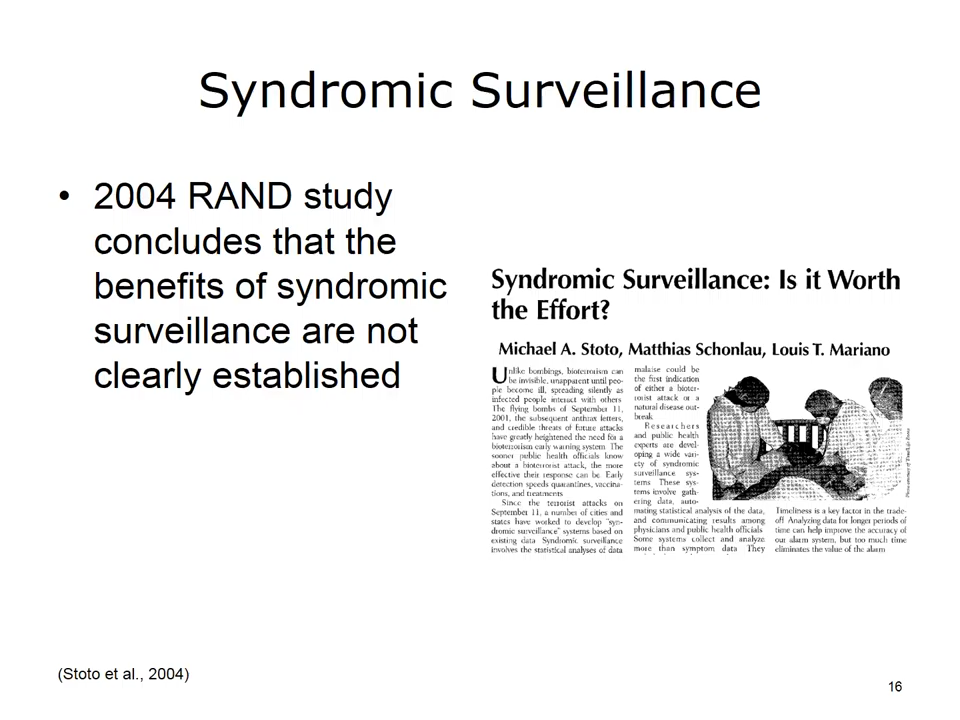 Syndromic Surveillance
• 2004 RAND study
concludes that the
benefits of syndromic
surveillance are not
clearly established
Syndromic Surveillance: Is it Worth
the Effort?
Michael A. Stoto, Matthias Schonlau, Louis T. Mariano
Unlike bombings, bioterrorism can
be invisible, unapparent until peo-
ple become ill, spreading silently as
infected people interact with others
The flying bombs of September 11,
2001, the subsequent anthrax letters,
and credible threats of future attacks
have greatly heightened the need for a
bioterrorism early warning system. The
sooner public health officials know
about a bioterrorist attack, the more
effective their response can be. Early
detection speeds quarantines, vaccina-
tions, and treatments
Since the terrorist attacks on
September 11, a number of cities and
states have worked to develop "syn-
dromic surveillance" systems based on
existing data Syndromic surveillance
involves the statistical analyses of data
malaise could be
the first indication
of either a bioter-
rorist attack or a
natural disease out-
break.
Researchers
and public health
experts are devel-
oping a wide vari-
ety of syndromic
surveillance sys-
tems These sys-
tems involve gath-
ering data, auto-
mating statistical analysis of the data,
and communicating results among
physicians and public health officials
Some systems collect and analyze
more than symptom data They
Timeliness is a key factor in the trade-
off Analyzing data for longer periods of
time can help improve the accuracy of
our alarm system, but too much time
eliminates the value of the alarm
(Stoto et al., 2004)
16